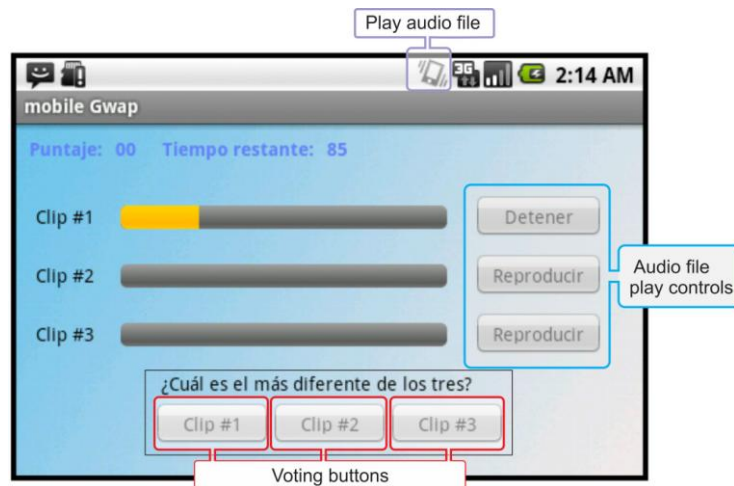 Play audio file
3G 2:14 AM
mobile Gwap
Puntaje: 00 Tiempo restante: 85
Clip #1 Detener
Clip #2 Reproducir
Clip #3 Reproducir
Audio file
play controls
¿Cuál es el más diferente de los tres?
Clip #1 Clip #2 Clip #3
Voting buttons